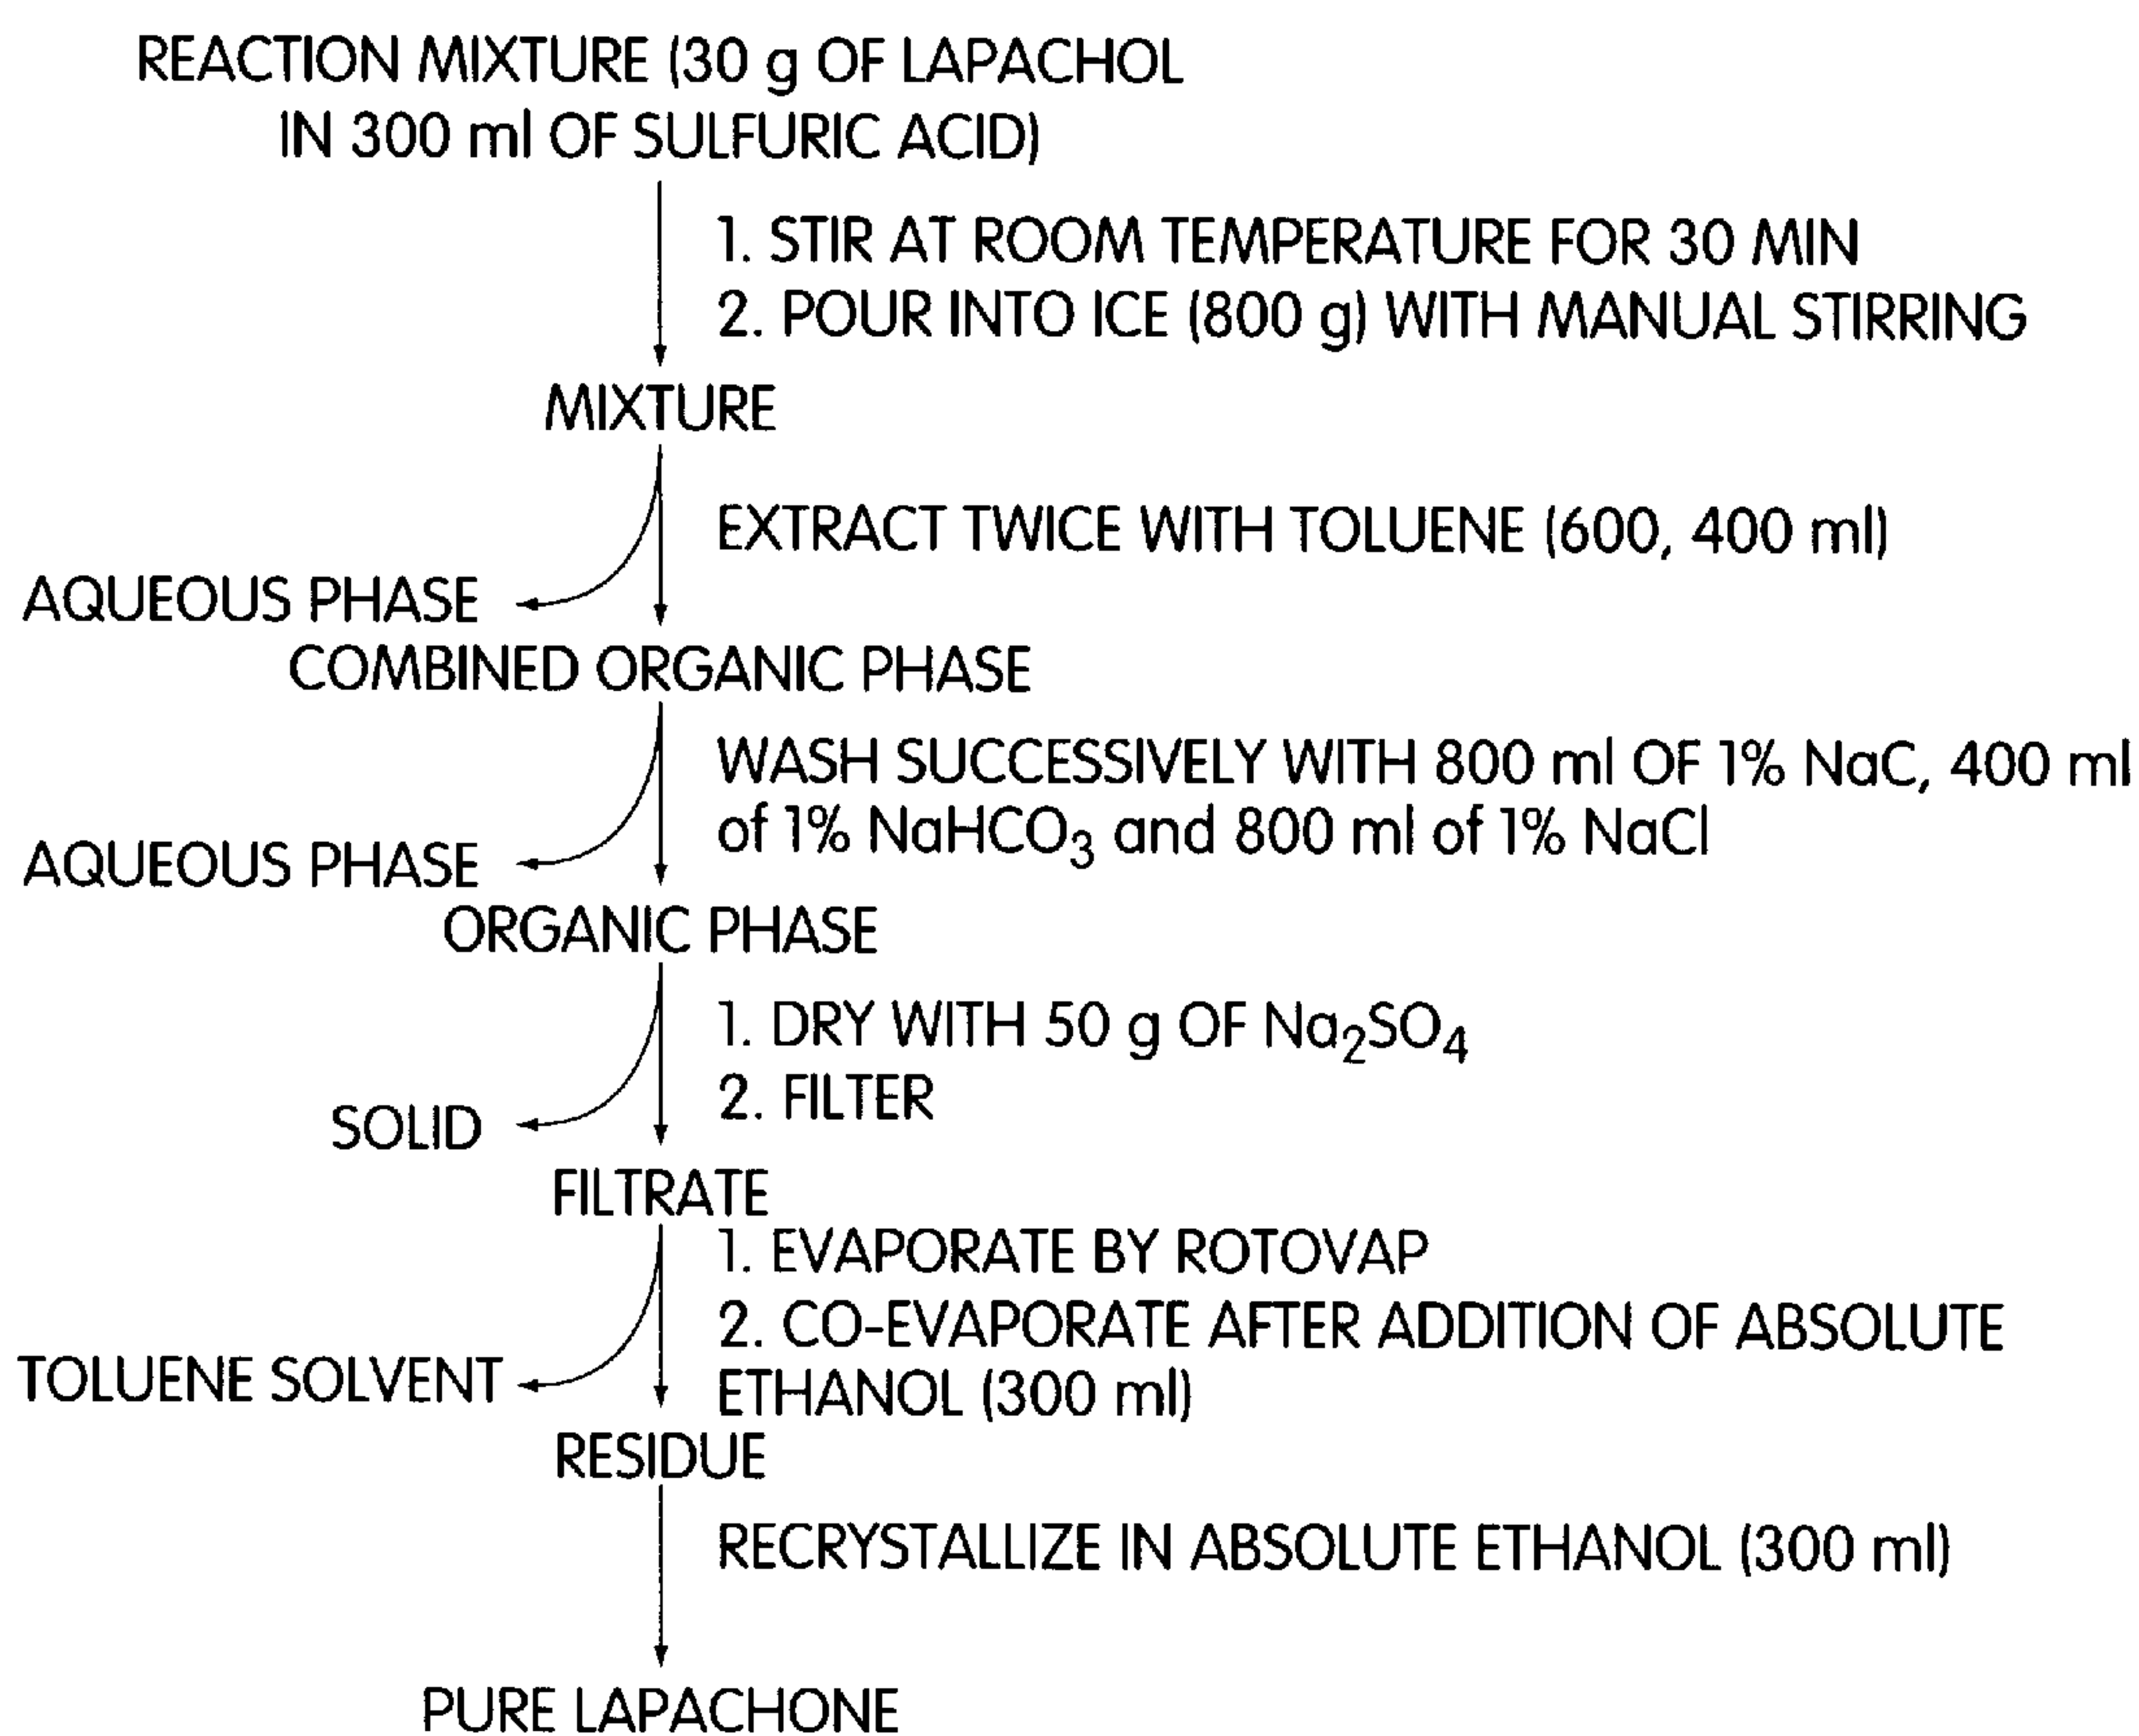 REACTION MIXTURE (30 g OF LAPACHOL
IN 300 ml OF SULFURIC ACID)
1. STIR AT ROOM TEMPERATURE FOR 30 MIN
2. POUR INTO ICE (800 g) WITH MANUAL STIRRING
MIXTURE
EXTRACT TWICE WITH TOLUENE (600, 400 ml)
AQUEOUS PHASE
COMBINED ORGANIC PHASE
WASH SUCCESSIVELY WITH 800 ml OF 1% NaC, 400 ml
of 1% NaHCO3 and 800 ml of 1% NaCl
AQUEOUS PHASE
ORGANIC PHASE
1. DRY WITH 50 g OF Na2SO4
2. FILTER
SOLID
FILTRATE
1. EVAPORATE BY ROTOVAP
2. CO-EVAPORATE AFTER ADDITION OF ABSOLUTE
ETHANOL (300 ml)
TOLUENE SOLVENT
RESIDUE
RECRYSTALLIZE IN ABSOLUTE ETHANOL (300 ml)
PURE LAPACHONE